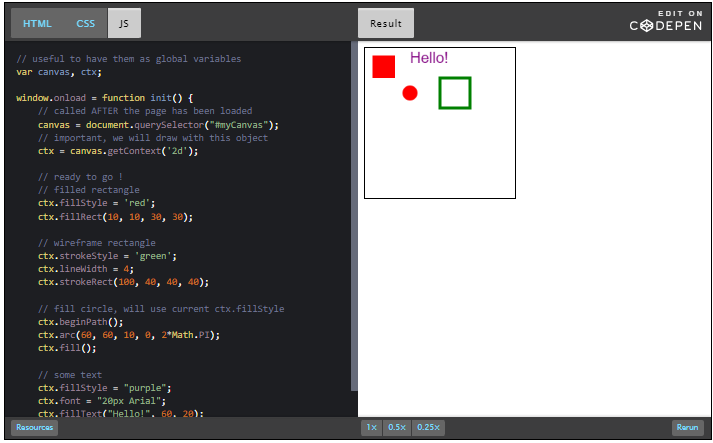 HTML CSS JS Result EDIT ON
CODEPEN
// useful to have them as global variables
var canvas, ctx;
window.onload = function init() {
// called AFTER the page has been loaded
canvas = document.querySelector("#myCanvas");
// important, we will draw with this object
ctx = canvas.getContext('2d');
// ready to go !
// filled rectangle
ctx.fillStyle = 'red';
ctx.fillRect(10, 10, 30, 30);
// wireframe rectangle
ctx.strokeStyle = 'green';
ctx.lineWidth = 4;
ctx.strokeRect(100, 40, 40, 40);
// fill circle, will use current ctx.fillStyle
ctx.beginPath();
ctx.arc(60, 60, 10, 0, 2*Math.PI);
ctx.fill();
// some text
ctx.fillStyle = "purple";
ctx.font = "20px Arial";
ctx.fillText("Hello!", 60, 20);
Hello!
Resources 1x 0.5x 0.25x Rerun